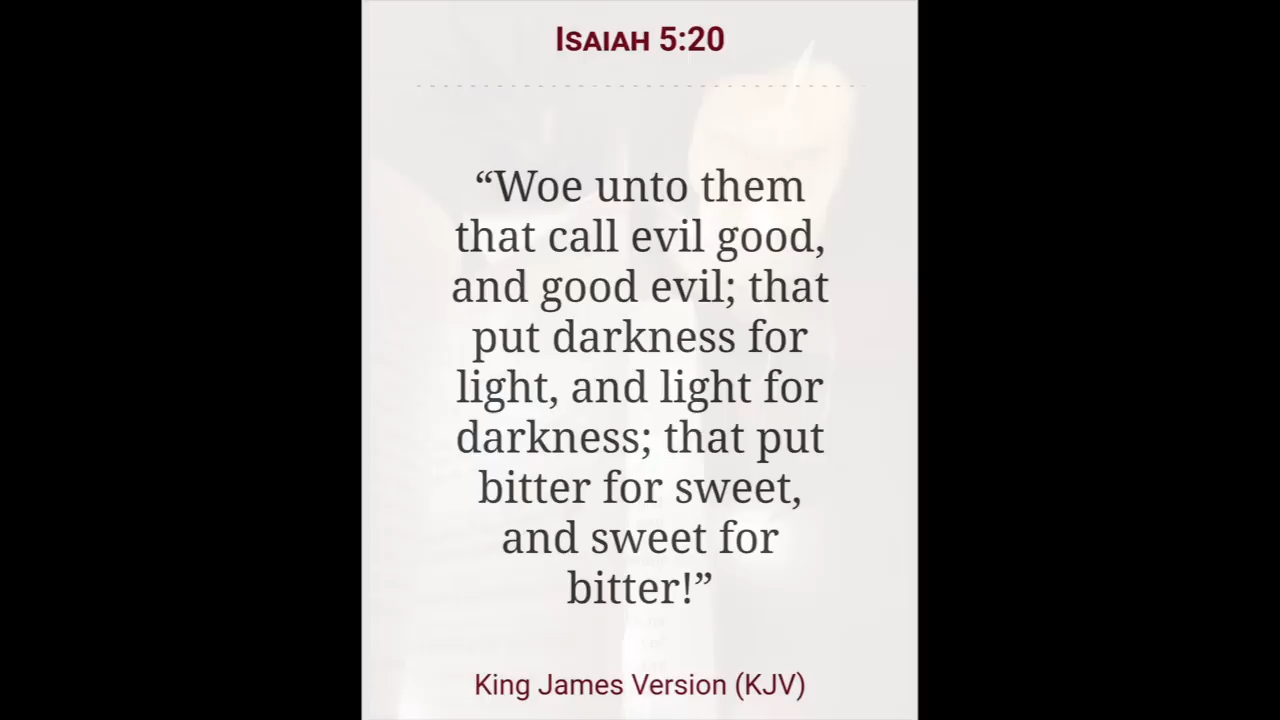 Isaiah 5:20
“Woe unto them
that call evil good,
and good evil; that
put darkness for
light, and light for
darkness; that put
bitter for sweet,
and sweet for
bitter!”
King James Version (KJV)